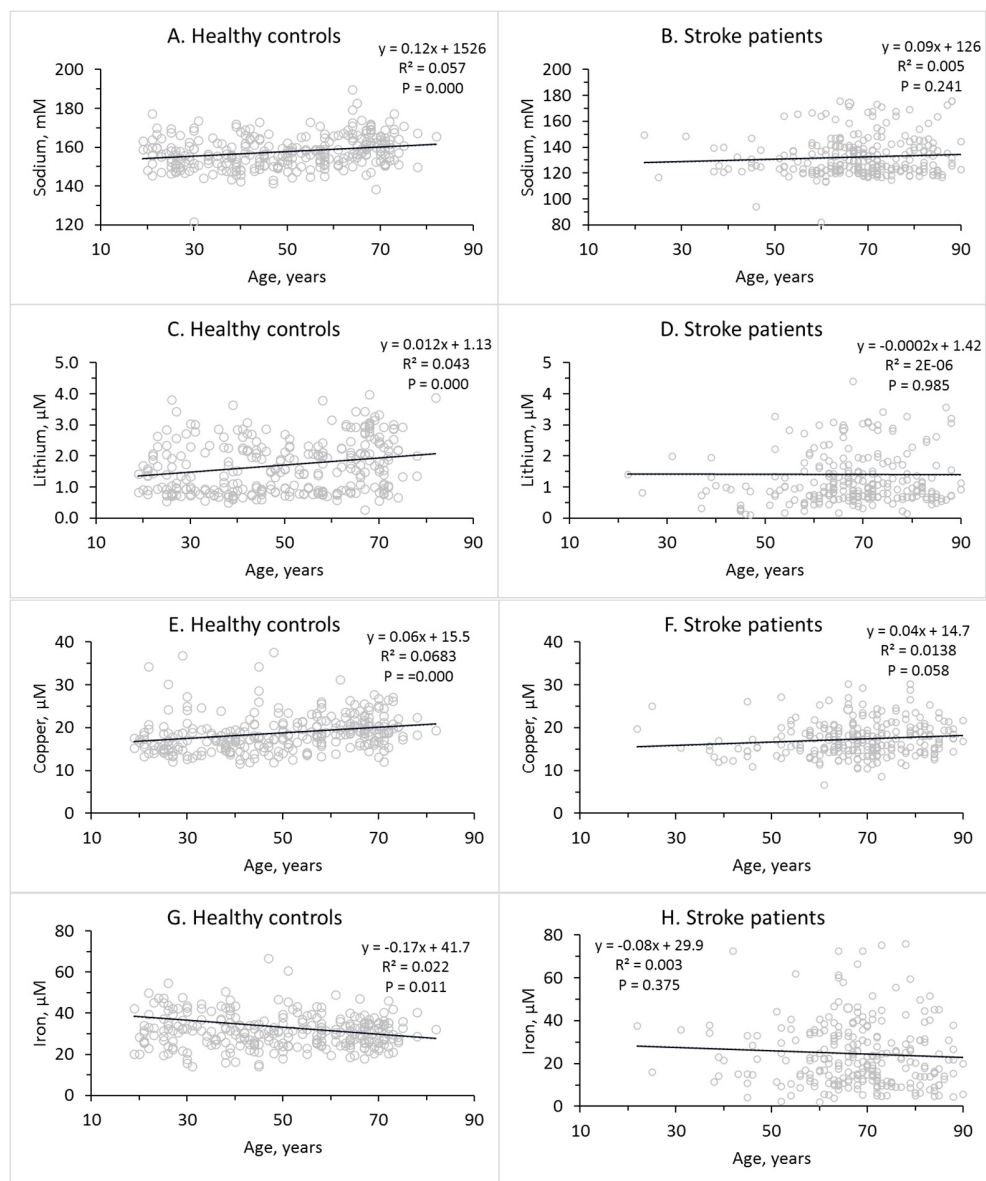 A. Healthy controls
y = 0.12x + 1526
R² = 0.057
P = 0.000
200
180
160
140
120
Sodium, mM
10 30 50 70 90
Age, years
B. Stroke patients
y = 0.09x + 126
R² = 0.005
P = 0.241
200
180
160
140
120
100
80
Sodium, mM
10 30 50 70 90
Age, years
C. Healthy controls
y = 0.012x + 1.13
R² = 0.043
P = 0.000
5.0
4.0
3.0
2.0
1.0
0.0
Lithium, µM
10 30 50 70 90
Age, years
D. Stroke patients
y = -0.0002x + 1.42
R² = 2E-06
P = 0.985
5
4
3
2
1
0
Lithium, µM
10 30 50 70 90
Age, years
E. Healthy controls
y = 0.06x + 15.5
R² = 0.0683
P = =0.000
40
30
20
10
0
Copper, µM
10 30 50 70 90
Age, years
F. Stroke patients
y = 0.04x + 14.7
R² = 0.0138
P = 0.058
40
30
20
10
0
Copper, µM
10 30 50 70 90
Age, years
G. Healthy controls
y = -0.17x + 41.7
R² = 0.022
P = 0.011
80
60
40
20
0
Iron, µM
10 30 50 70 90
Age, years
H. Stroke patients
y = -0.08x + 29.9
R² = 0.003
P = 0.375
80
60
40
20
0
Iron, µM
10 30 50 70 90
Age, years